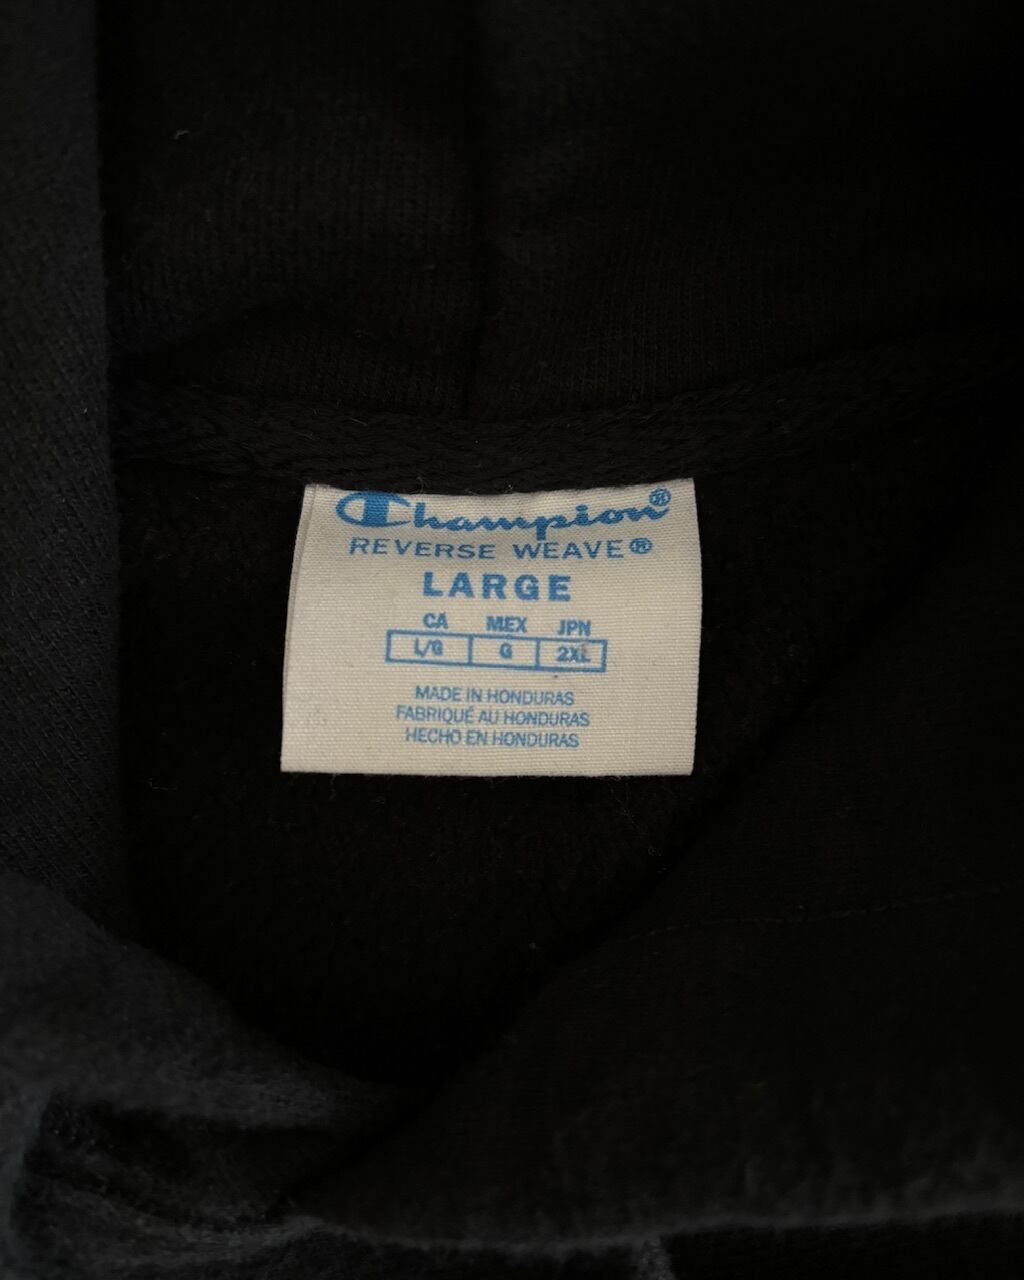 Champion®
REVERSE WEAVE®
LARGE
CA MEX JPN
L/G G 2XL
MADE IN HONDURAS
FABRIQUÉ AU HONDURAS
HECHO EN HONDURAS